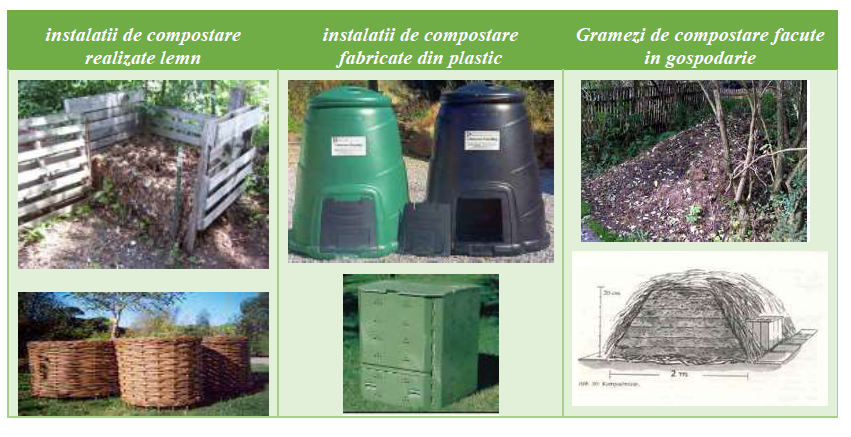 instalatii de compostare
realizate lemn
instalatii de compostare
fabricate din plastic
Gramezi de compostare facute
in gospodarie
2 m